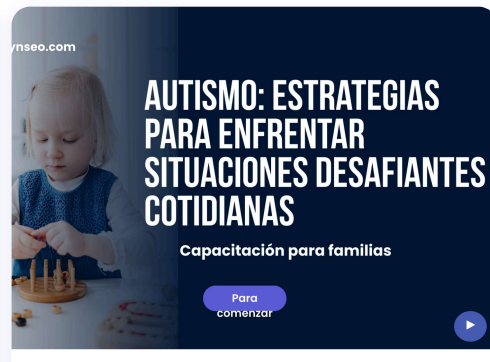 ynseo.com
AUTISMO: ESTRATEGIAS
PARA ENFRENTAR
SITUACIONES DESAFIANTES
COTIDIANAS
Capacitación para familias
Para
comenzar